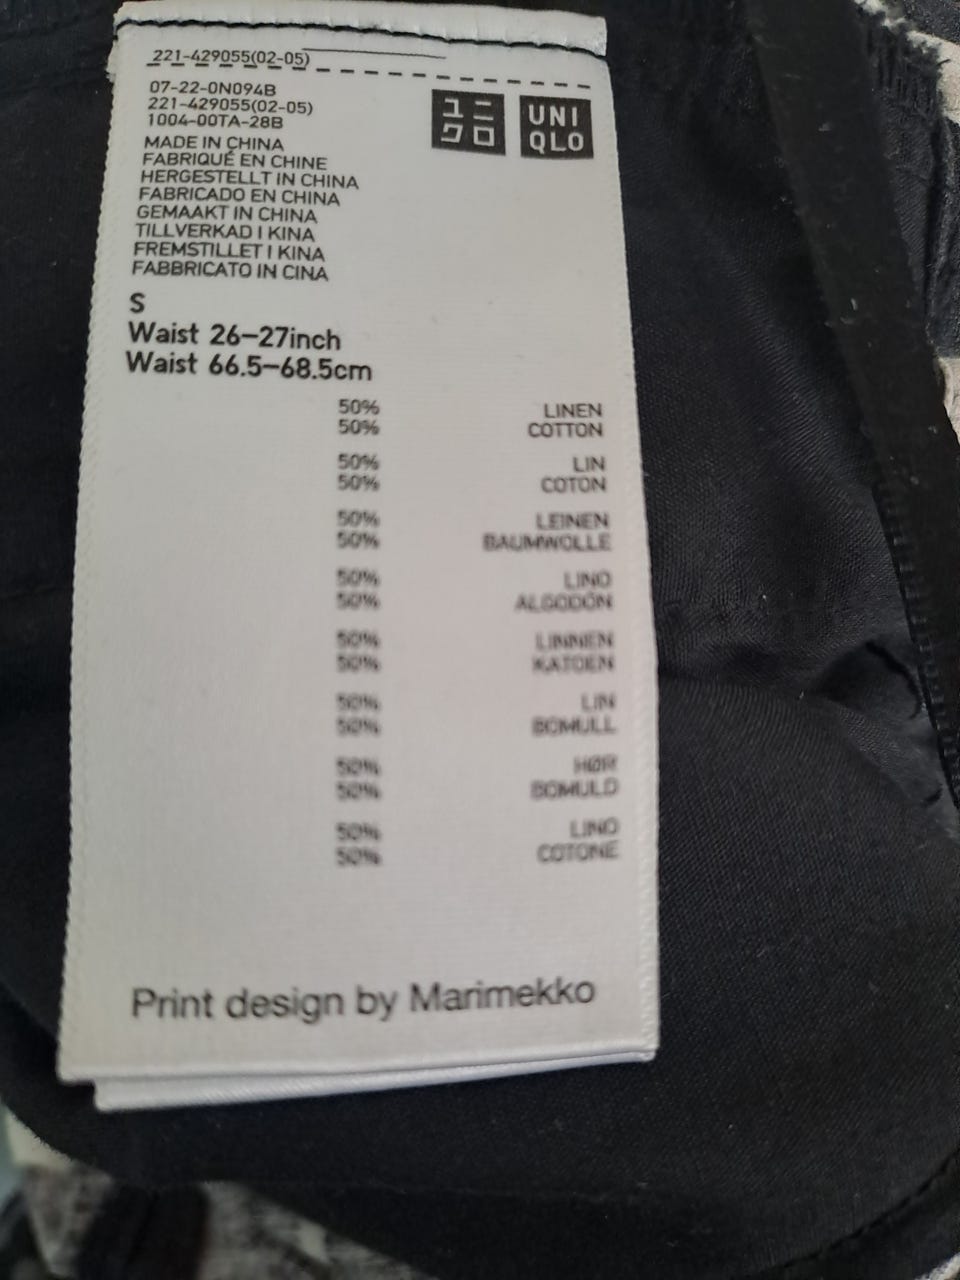 221-429055(02-05)
07-22-0N094B
221-429055(02-05)
1004-00TA-28B
ユニ
クロ
UNI
QLO
MADE IN CHINA
FABRIQUÉ EN CHINE
HERGESTELLT IN CHINA
FABRICADO EN CHINA
GEMAAKT IN CHINA
TILLVERKAD I KINA
FREMSTILLET I KINA
FABBRICATO IN CINA
S
Waist 26-27inch
Waist 66.5-68.5cm
50% LINEN
50% COTTON
50% LIN
50% COTON
50% LEINEN
50% BAUMWOLLE
50% LINO
50% ALGODÓN
50% LINNEN
50% KATOEN
50% LIN
50% BOMULL
50% HØR
50% BOMULD
50% LINO
50% COTONE
Print design by Marimekko